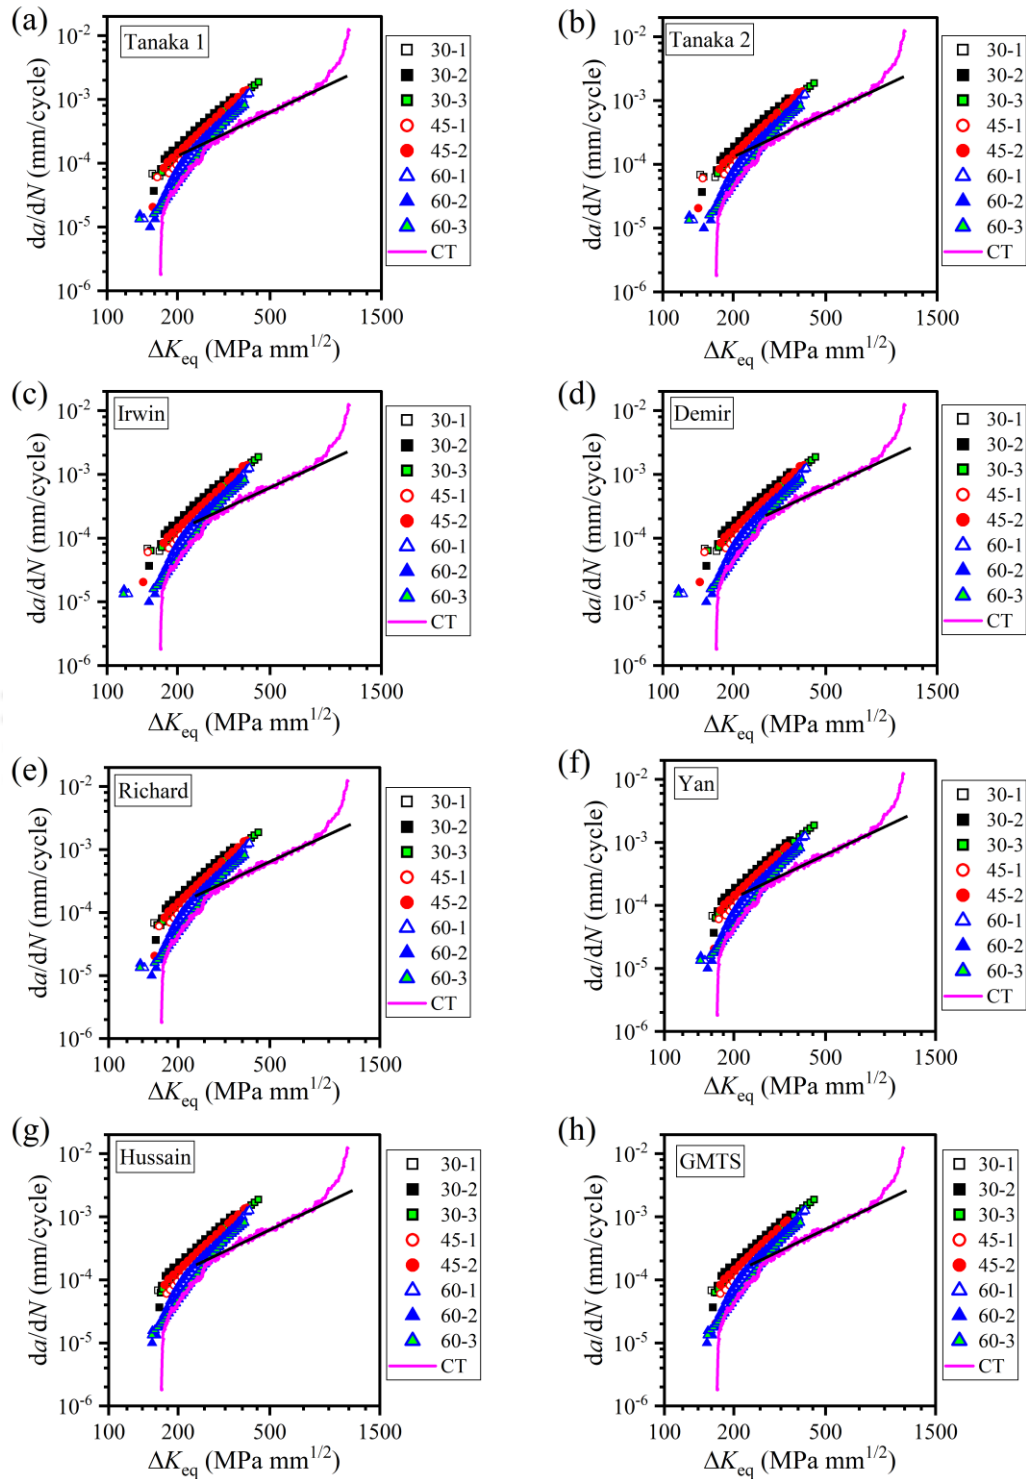 (a)
Tanaka 1
da/dN (mm/cycle)
10⁻²
10⁻³
10⁻⁴
10⁻⁵
10⁻⁶
100 200 500 1500
ΔK_eq (MPa mm^1/2)
30-1
30-2
30-3
45-1
45-2
60-1
60-2
60-3
CT
(b)
Tanaka 2
da/dN (mm/cycle)
10⁻²
10⁻³
10⁻⁴
10⁻⁵
10⁻⁶
100 200 500 1500
ΔK_eq (MPa mm^1/2)
30-1
30-2
30-3
45-1
45-2
60-1
60-2
60-3
CT
(c)
Irwin
da/dN (mm/cycle)
10⁻²
10⁻³
10⁻⁴
10⁻⁵
10⁻⁶
100 200 500 1500
ΔK_eq (MPa mm^1/2)
30-1
30-2
30-3
45-1
45-2
60-1
60-2
60-3
CT
(d)
Demir
da/dN (mm/cycle)
10⁻²
10⁻³
10⁻⁴
10⁻⁵
10⁻⁶
100 200 500 1500
ΔK_eq (MPa mm^1/2)
30-1
30-2
30-3
45-1
45-2
60-1
60-2
60-3
CT
(e)
Richard
da/dN (mm/cycle)
10⁻²
10⁻³
10⁻⁴
10⁻⁵
10⁻⁶
100 200 500 1500
ΔK_eq (MPa mm^1/2)
30-1
30-2
30-3
45-1
45-2
60-1
60-2
60-3
CT
(f)
Yan
da/dN (mm/cycle)
10⁻²
10⁻³
10⁻⁴
10⁻⁵
10⁻⁶
100 200 500 1500
ΔK_eq (MPa mm^1/2)
30-1
30-2
30-3
45-1
45-2
60-1
60-2
60-3
CT
(g)
Hussain
da/dN (mm/cycle)
10⁻²
10⁻³
10⁻⁴
10⁻⁵
10⁻⁶
100 200 500 1500
ΔK_eq (MPa mm^1/2)
30-1
30-2
30-3
45-1
45-2
60-1
60-2
60-3
CT
(h)
GMTS
da/dN (mm/cycle)
10⁻²
10⁻³
10⁻⁴
10⁻⁵
10⁻⁶
100 200 500 1500
ΔK_eq (MPa mm^1/2)
30-1
30-2
30-3
45-1
45-2
60-1
60-2
60-3
CT